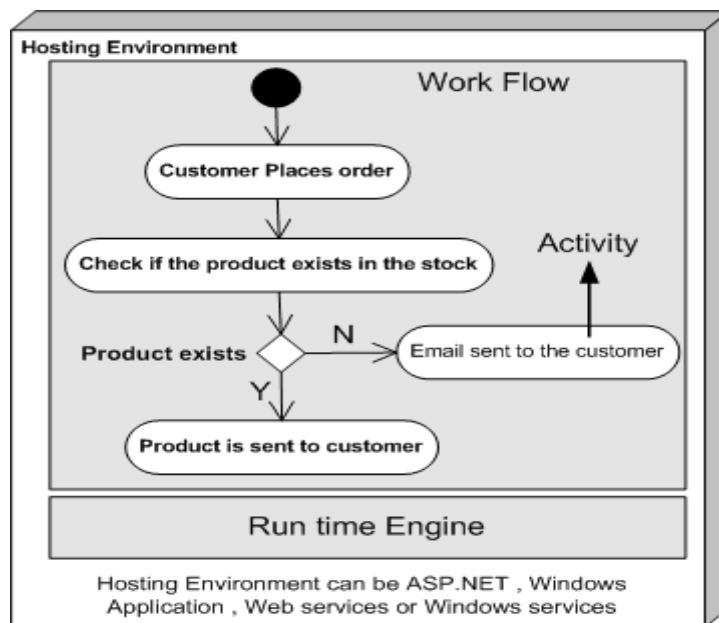 Hosting Environment
Work Flow
Customer Places order
Check if the product exists in the stock
Activity
Product exists
N
Email sent to the customer
Y
Product is sent to customer
Run time Engine
Hosting Environment can be ASP.NET , Windows
Application , Web services or Windows services